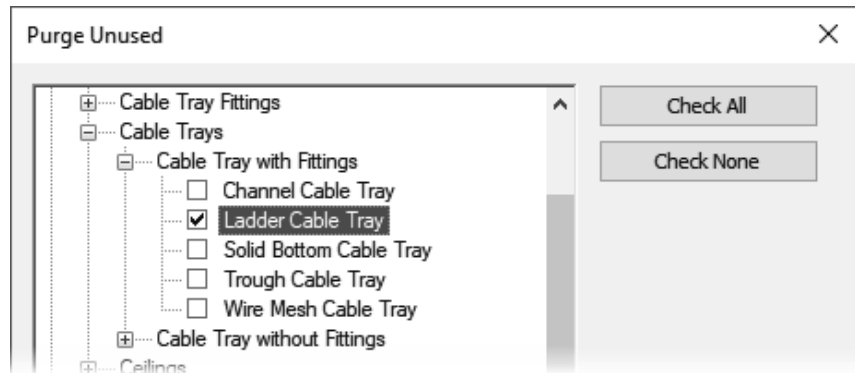 Purge Unused
Cable Tray Fittings
Check All
Cable Trays
Cable Tray with Fittings
Check None
Channel Cable Tray
Ladder Cable Tray
Solid Bottom Cable Tray
Trough Cable Tray
Wire Mesh Cable Tray
Cable Tray without Fittings
Ceilings